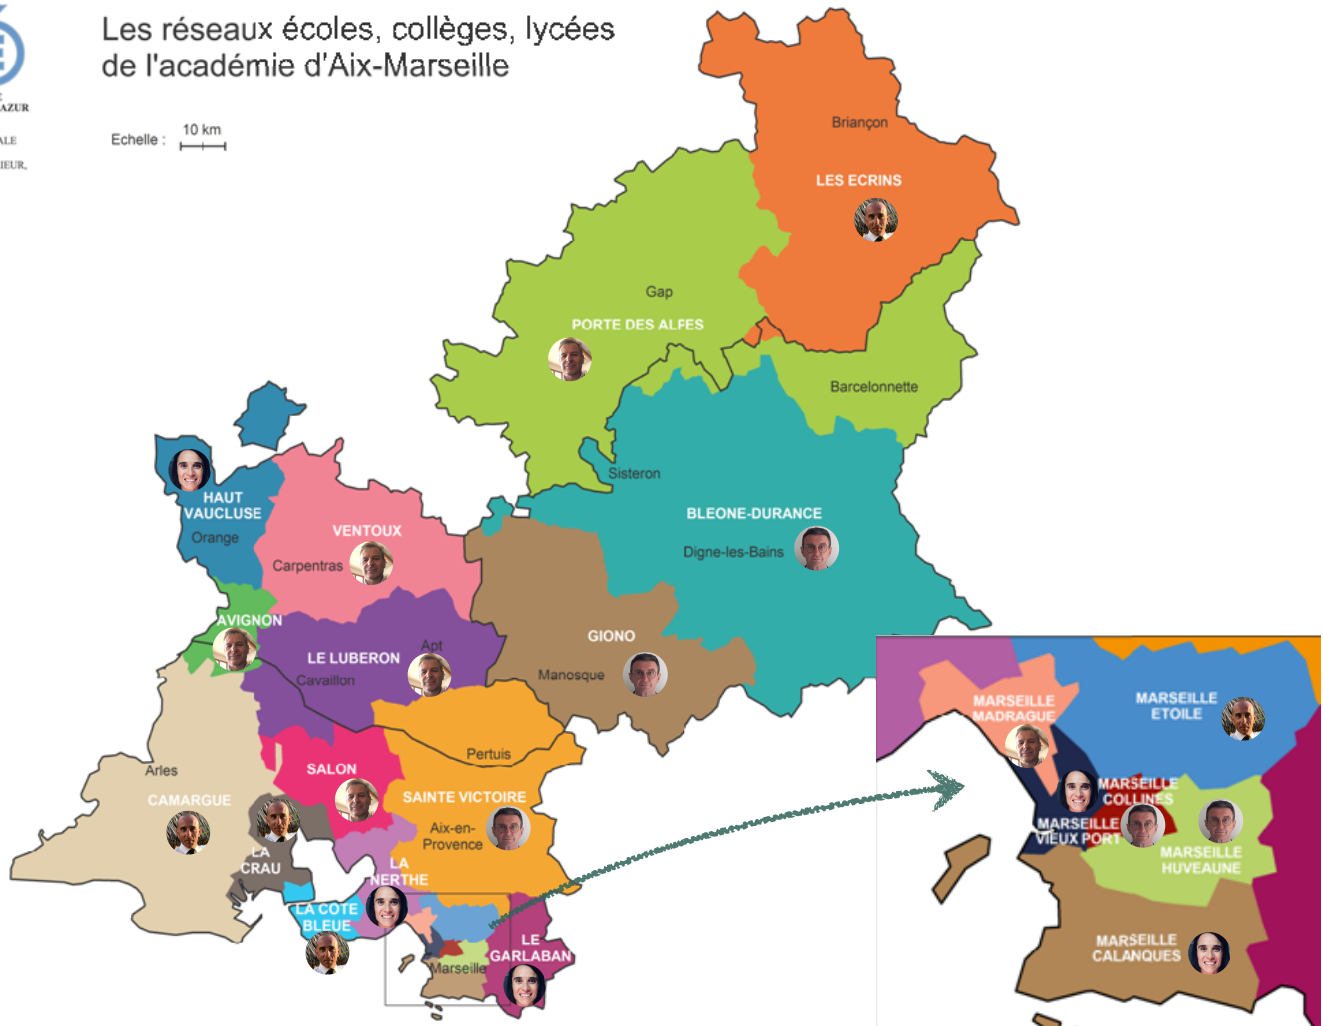 Les réseaux écoles, collèges, lycées
de l'académie d'Aix-Marseille
AZUR
ALE
IEUR,
Echelle :
10 km
Briançon
LES ECRINS
Gap
PORTE DES ALPES
Barcelonnette
Sisteron
HAUT
VAUCLUSE
Orange
VENTOUX
Carpentras
BLEONE-DURANCE
Digne-les-Bains
AVIGNON
GIONO
Manosque
Apt
LE LUBERON
Cavaillon
Pertuis
SALON
Arles
CAMARGUE
SAINTE VICTOIRE
Aix-en-
Provence
LA
CRAU
LA
NERTHE
LA COTE
BLEUE
LE
GARLABAN
Marseille
MARSEILLE
MADRAGUE
MARSEILLE
ETOILE
MARSEILLE
COLLINES
MARSEILLE
VIEUX PORT
MARSEILLE
HUVEAUNE
MARSEILLE
CALANQUES